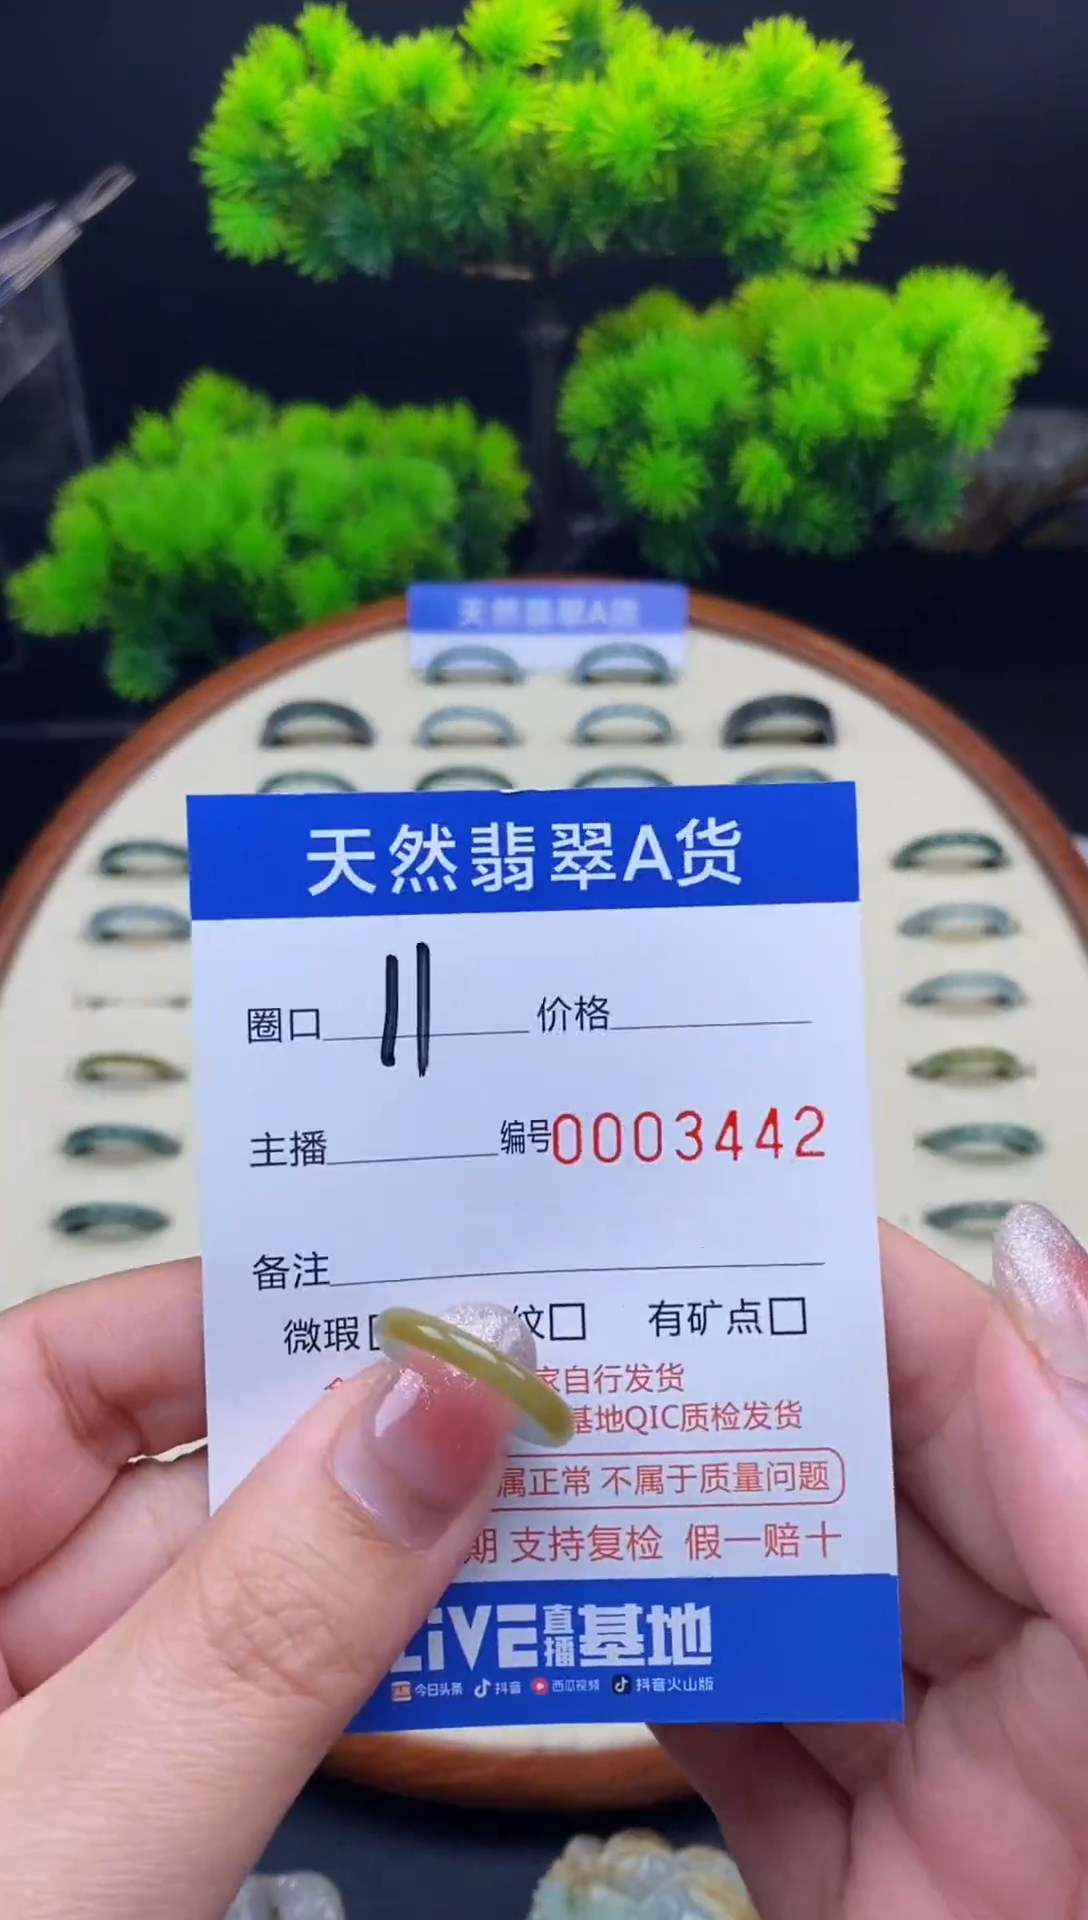 天然翡翠A货
天然翡翠A货
圈口 11 价格
主播 编号0003442
备注
微瑕 纹 有矿点
家自行发货
基地QIC质检发货
属正常 不属于质量问题
期 支持复检 假一赔十
LiVE直播基地
今日头条 抖音 西瓜视频 抖音火山版